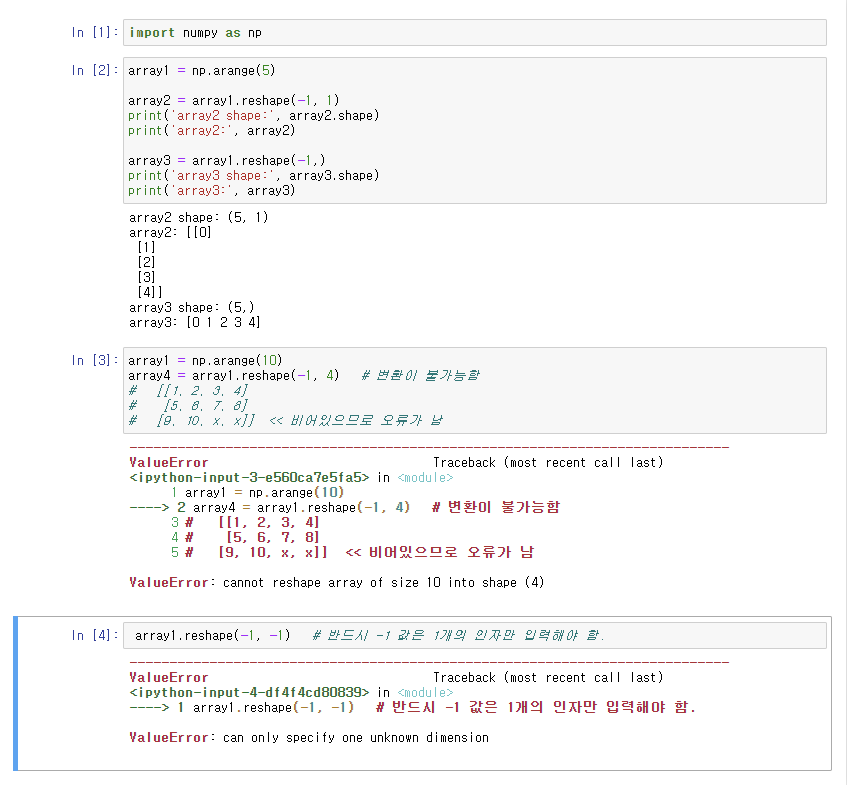 In [1]: import numpy as np
In [2]: array1 = np.arange(5)
array2 = array1.reshape(-1, 1)
print('array2 shape:', array2.shape)
print('array2:', array2)
array3 = array1.reshape(-1,)
print('array3 shape:', array3.shape)
print('array3:', array3)
array2 shape: (5, 1)
array2: [[0]
[1]
[2]
[3]
[4]]
array3 shape: (5,)
array3: [0 1 2 3 4]
In [3]: array1 = np.arange(10)
array4 = array1.reshape(-1, 4) # 변환이 불가능함
# [[1, 2, 3, 4]
# [5, 6, 7, 8]
# [9, 10, x, x]] << 비어있으므로 오류가 남
---------------------------------------------------------------------------
ValueError Traceback (most recent call last)
<ipython-input-3-e560ca7e5fa5> in <module>
1 array1 = np.arange(10)
----> 2 array4 = array1.reshape(-1, 4) # 변환이 불가능함
3 # [[1, 2, 3, 4]
4 # [5, 6, 7, 8]
5 # [9, 10, x, x]] << 비어있으므로 오류가 남
ValueError: cannot reshape array of size 10 into shape (4)
In [4]: array1.reshape(-1, -1) # 반드시 -1 값은 1개의 인자만 입력해야 함.
---------------------------------------------------------------------------
ValueError Traceback (most recent call last)
<ipython-input-4-df4f4cd80839> in <module>
----> 1 array1.reshape(-1, -1) # 반드시 -1 값은 1개의 인자만 입력해야 함.
ValueError: can only specify one unknown dimension